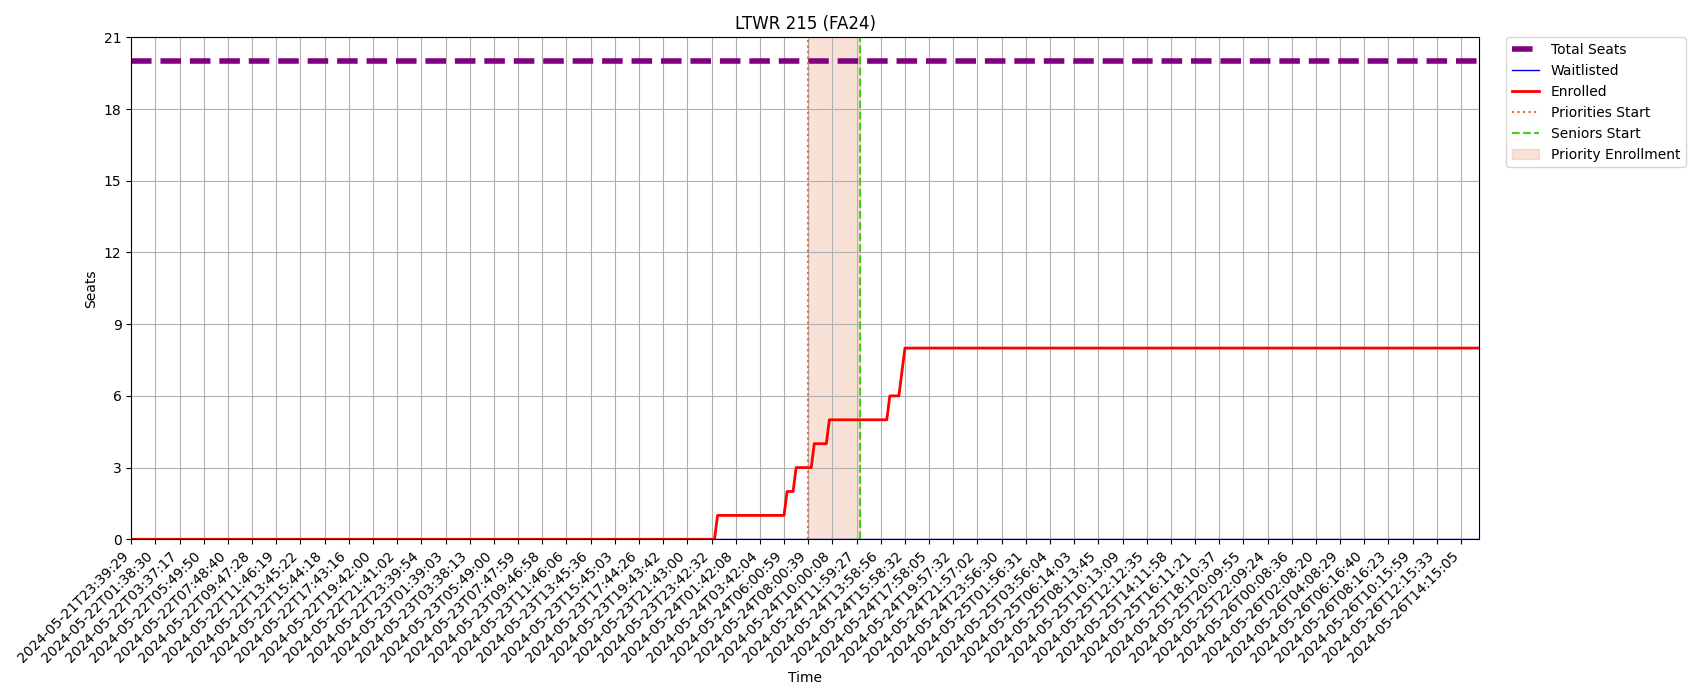 LTWR 215 (FA24)
Total Seats
Waitlisted
Enrolled
Priorities Start
Seniors Start
Priority Enrollment
Seats
21
18
15
12
9
6
3
0
2024-05-21T23:39:29
2024-05-22T01:38:30
2024-05-22T03:37:17
2024-05-22T05:49:50
2024-05-22T07:48:40
2024-05-22T09:47:28
2024-05-22T11:46:19
2024-05-22T13:45:22
2024-05-22T15:44:18
2024-05-22T17:43:16
2024-05-22T19:42:00
2024-05-22T21:41:02
2024-05-22T23:39:54
2024-05-23T01:39:03
2024-05-23T03:38:13
2024-05-23T05:49:00
2024-05-23T07:47:59
2024-05-23T09:46:58
2024-05-23T11:46:06
2024-05-23T13:45:36
2024-05-23T15:45:03
2024-05-23T17:44:26
2024-05-23T19:43:42
2024-05-23T21:43:00
2024-05-23T23:42:32
2024-05-24T01:42:08
2024-05-24T03:42:04
2024-05-24T06:00:59
2024-05-24T08:00:39
2024-05-24T10:00:08
2024-05-24T11:59:27
2024-05-24T13:58:56
2024-05-24T15:58:32
2024-05-24T17:58:05
2024-05-24T19:57:32
2024-05-24T21:57:02
2024-05-24T23:56:30
2024-05-25T01:56:31
2024-05-25T03:56:04
2024-05-25T06:14:03
2024-05-25T08:13:45
2024-05-25T10:13:09
2024-05-25T12:12:35
2024-05-25T14:11:58
2024-05-25T16:11:21
2024-05-25T18:10:37
2024-05-25T20:09:55
2024-05-25T22:09:24
2024-05-26T00:08:36
2024-05-26T02:08:20
2024-05-26T04:08:29
2024-05-26T06:16:40
2024-05-26T08:16:23
2024-05-26T10:15:59
2024-05-26T12:15:33
2024-05-26T14:15:05
Time